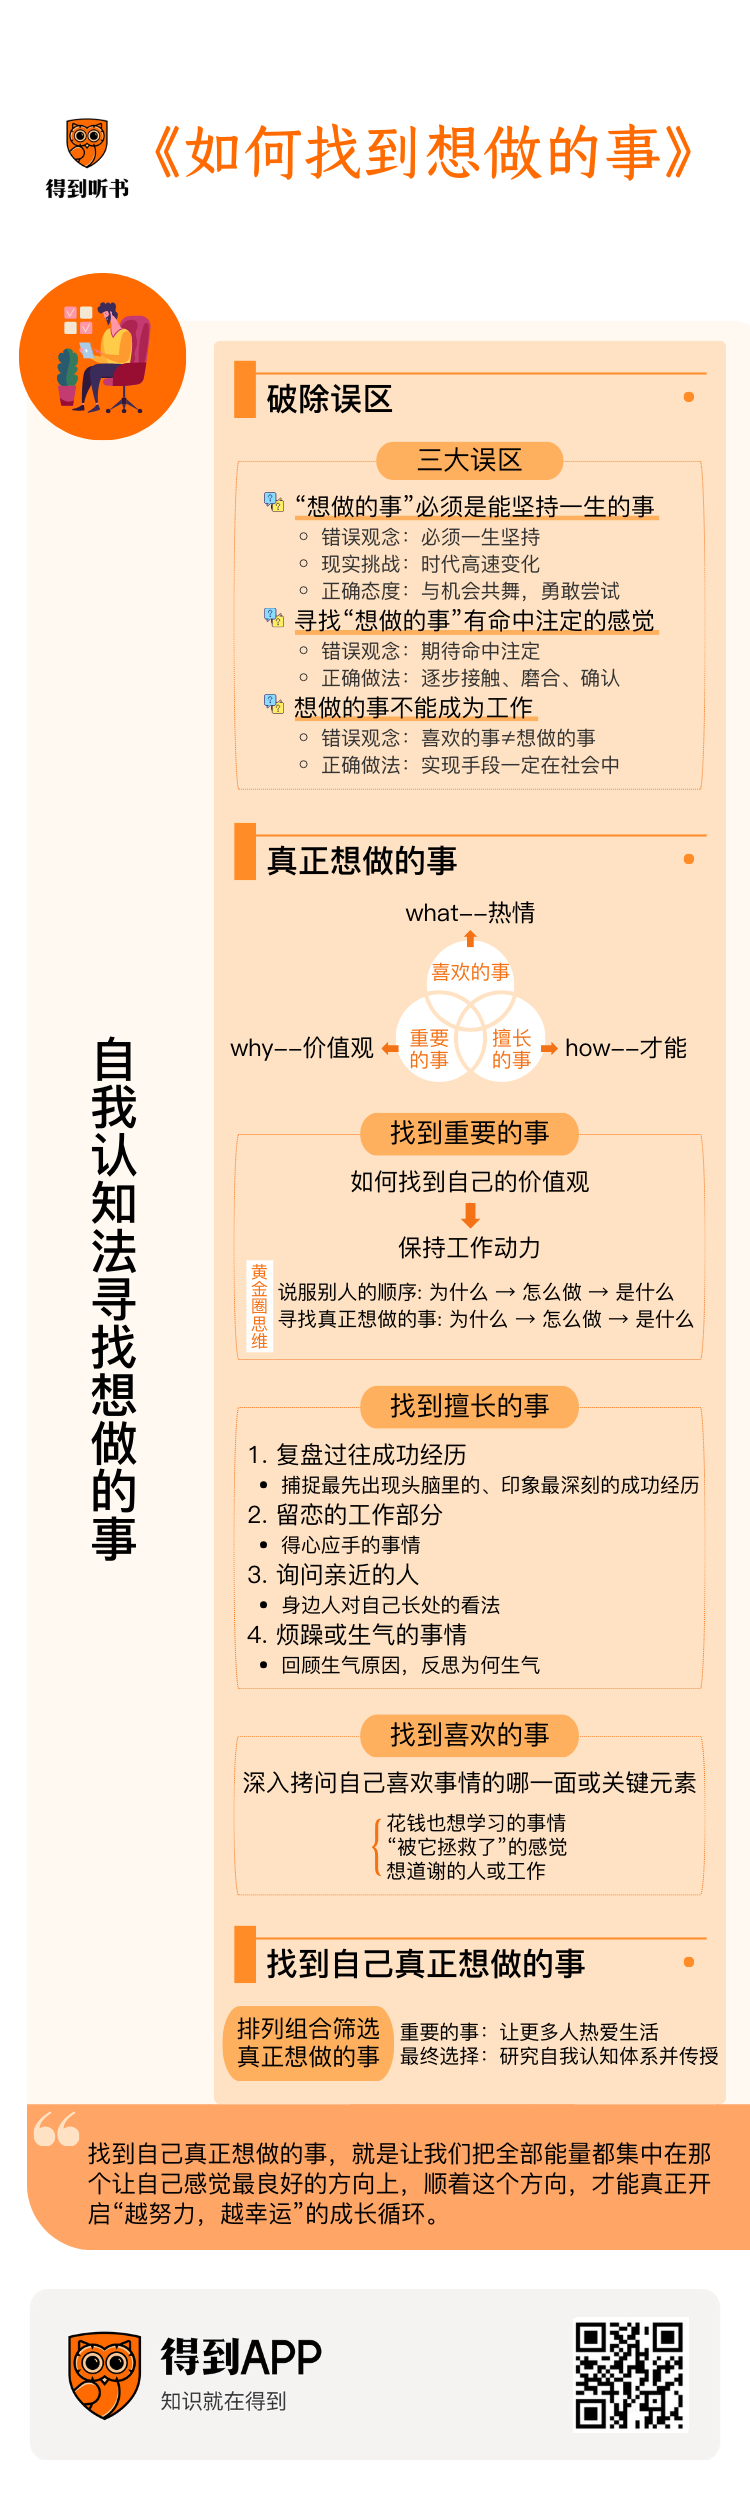 得到听书
《如何找到想做的事》
自我认知法寻找想做的事
破除误区
三大误区
“想做的事”必须是能坚持一生的事
错误观念：必须一生坚持
现实挑战：时代高速变化
正确态度：与机会共舞，勇敢尝试
寻找“想做的事”有命中注定的感觉
错误观念：期待命中注定
正确做法：逐步接触、磨合、确认
想做的事不能成为工作
错误观念：喜欢的事≠想做的事
正确做法：实现手段一定在社会中
真正想做的事
what--热情
喜欢的事
why--价值观
重要
的事
擅长
的事
how--才能
找到重要的事
如何找到自己的价值观
保持工作动力
黄金圈思维
说服别人的顺序: 为什么 → 怎么做 → 是什么
寻找真正想做的事: 为什么 → 怎么做 → 是什么
找到擅长的事
1. 复盘过往成功经历
• 捕捉最先出现头脑里的、印象最深刻的成功经历
2. 留恋的工作部分
• 得心应手的事情
3. 询问亲近的人
• 身边人对自己长处的看法
4. 烦躁或生气的事情
• 回顾生气原因，反思为何生气
找到喜欢的事
深入拷问自己喜欢事情的哪一面或关键元素
花钱也想学习的事情
“被它拯救了”的感觉
想道谢的人或工作
找到自己真正想做的事
排列组合筛选
真正想做的事
重要的事：让更多人热爱生活
最终选择：研究自我认知体系并传授
找到自己真正想做的事，就是让我们把全部能量都集中在那
个让自己感觉最良好的方向上，顺着这个方向，才能真正开
启“越努力，越幸运”的成长循环。
得到APP
知识就在得到